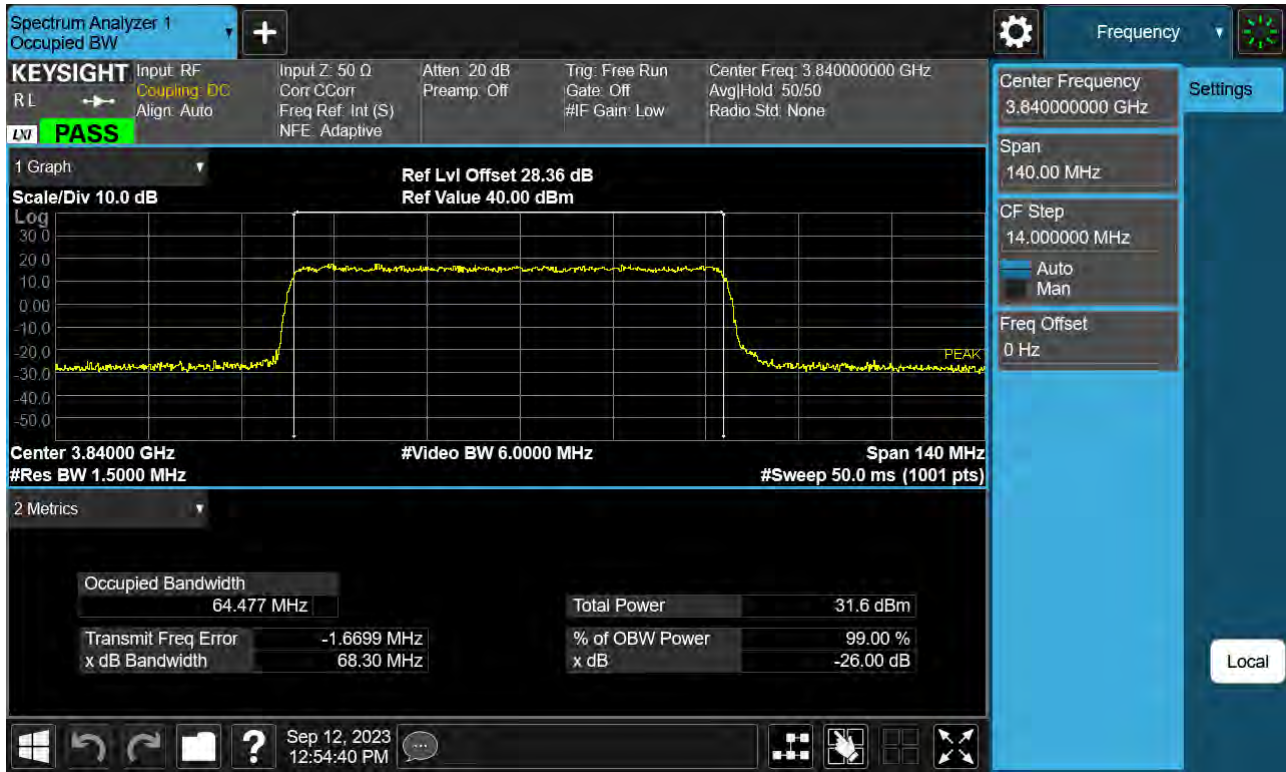 Spectrum Analyzer 1
Occupied BW
+
Frequency
KEYSIGHT
RL
LXI
PASS
Input: RF
Coupling: DC
Align: Auto
Input Z: 50 Ω
Corr CCorr
Freq Ref: Int (S)
NFE: Adaptive
Atten: 20 dB
Preamp: Off
Trig: Free Run
Gate: Off
#IF Gain: Low
Center Freq: 3.840000000 GHz
Avg|Hold: 50/50
Radio Std: None
1 Graph
Scale/Div 10.0 dB
Ref Lvl Offset 28.36 dB
Ref Value 40.00 dBm
Log
30.0
20.0
10.0
0.00
-10.0
-20.0
-30.0
-40.0
-50.0
PEAK
Center 3.84000 GHz
#Video BW 6.0000 MHz
Span 140 MHz
#Res BW 1.5000 MHz
#Sweep 50.0 ms (1001 pts)
2 Metrics
Occupied Bandwidth
64.477 MHz
Total Power 31.6 dBm
Transmit Freq Error -1.6699 MHz
% of OBW Power 99.00 %
x dB Bandwidth 68.30 MHz
x dB -26.00 dB
Center Frequency
3.840000000 GHz
Span
140.00 MHz
CF Step
14.000000 MHz
Auto
Man
Freq Offset
0 Hz
Settings
Local
?
Sep 12, 2023
12:54:40 PM